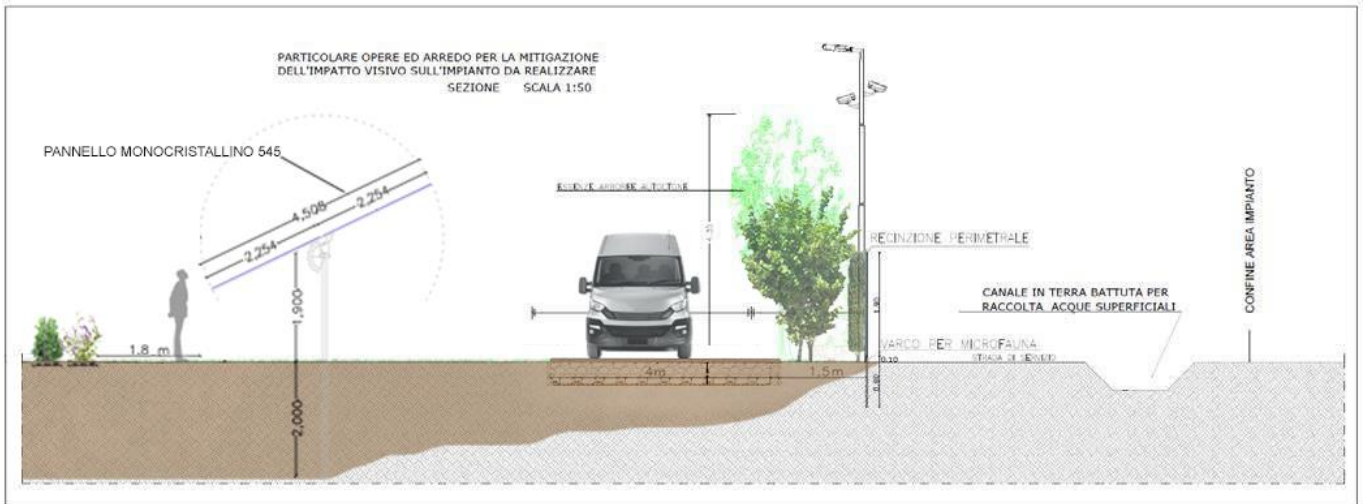 PARTICOLARE OPERE ED ARREDO PER LA MITIGAZIONE
DELL'IMPATTO VISIVO SULL'IMPIANTO DA REALIZZARE
SEZIONE SCALA 1:50
PANNELLO MONOCRISTALLINO 545
4,508
2,254
2,254
1,900
1.8 m
2,000
ESSENZE ARBOREE AUTOCTONE
4m
1.5m
RECINZIONE PERIMETRALE
1.90
VARCO PER MICROFAUNA
STRADA DI SERVIZIO
0.10
CANALE IN TERRA BATTUTA PER
RACCOLTA ACQUE SUPERFICIALI
CONFINE AREA IMPIANTO